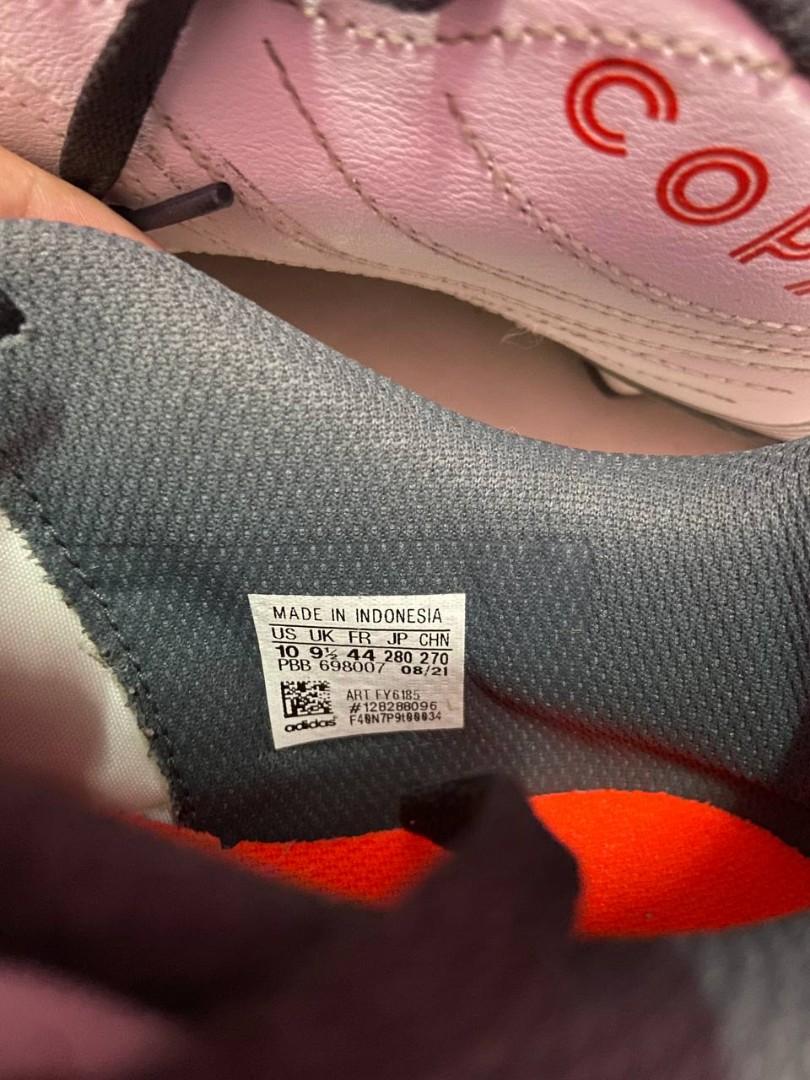 Cop
MADE IN INDONESIA
US UK FR JP CHN
10 9½ 44 280 270
PBB 698007 08/21
ART FY6185
#128288096
F40N7P9t00034
adidas